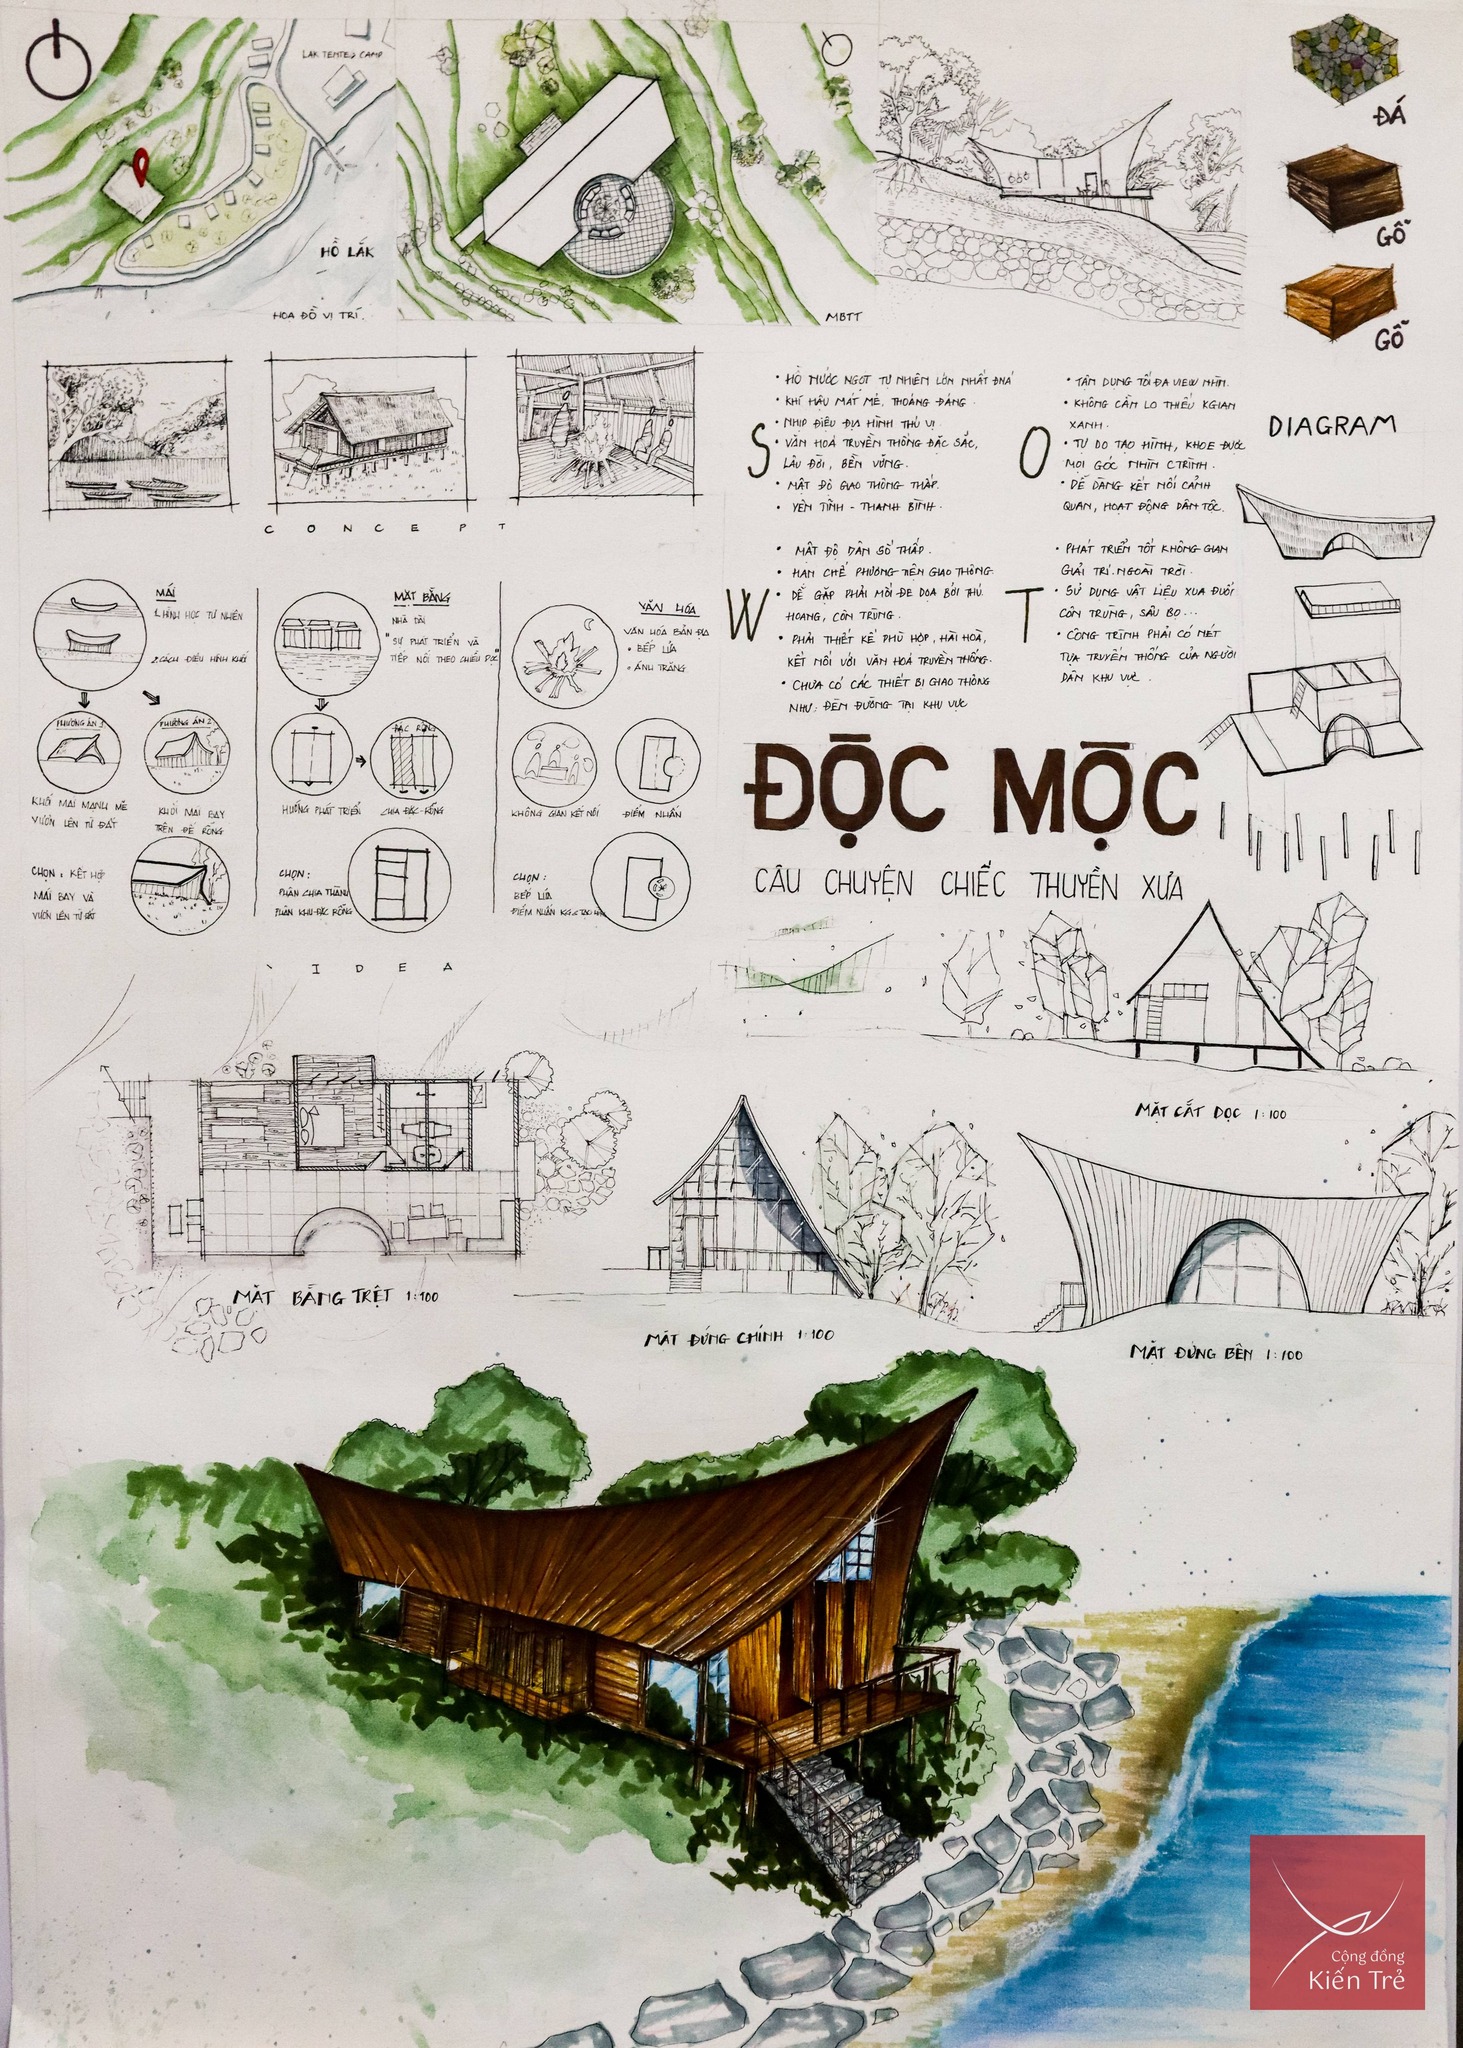 LAK TENTED CAMP
HỒ LẮK
HỌA ĐỒ VỊ TRÍ.
MBTT
ĐÁ
GỖ
GỖ
CONCEPT
S
• HỒ NƯỚC NGỌT TỰ NHIÊN LỚN NHẤT ĐNÁ
• KHÍ HẬU MÁT MẺ, THOÁNG ĐÃNG.
• NHỊP ĐIỆU ĐỊA HÌNH THÚ VỊ.
• VĂN HOÁ TRUYỀN THỐNG ĐẶC SẮC,
LÂU ĐỜI, BỀN VỮNG.
• MẬT ĐỘ GIAO THÔNG THẤP.
• YÊN TĨNH - THANH BÌNH.
O
• TẬN DỤNG TỐI ĐA VIEW NHÌN.
• KHÔNG CẦN LO THIẾU KGIAN
XANH.
• TỰ DO TẠO HÌNH, KHOE ĐƯỢC
MỌI GÓC NHÌN CTRÌNH.
• DỄ DÀNG KẾT NỐI CẢNH
QUAN, HOẠT ĐỘNG DÂN TỘC.
W
• MẬT ĐỘ DÂN SỐ THẤP.
• HẠN CHẾ PHƯƠNG TIỆN GIAO THÔNG
• DỄ GẶP PHẢI MỐI ĐE DOẠ BỞI THÚ
HOANG, CÔN TRÙNG.
• PHẢI THIẾT KẾ PHÙ HỢP, HÀI HOÀ,
KẾT NỐI VỚI VĂN HOÁ TRUYỀN THỐNG.
• CHƯA CÓ CÁC THIẾT BỊ GIAO THÔNG
NHƯ: ĐÈN ĐƯỜNG TẠI KHU VỰC
T
• PHÁT TRIỂN TỐT KHÔNG GIAN
GIẢI TRÍ NGOÀI TRỜI.
• SỬ DỤNG VẬT LIỆU XUA ĐUỔI
CÔN TRÙNG, SÂU BỌ...
• CÔNG TRÌNH PHẢI CÓ NÉT
TỰA TRUYỀN THỐNG CỦA NGƯỜI
DÂN KHU VỰC.
DIAGRAM
MÁI
1. HÌNH HỌC TỰ NHIÊN
2. CÁCH ĐIỆU HÌNH KHỐI
PHƯƠNG ÁN 1
PHƯƠNG ÁN 2
KHỐI MÁI MẠNH MẼ
VƯƠN LÊN TỪ ĐẤT
KHỐI MÁI BAY
TRÊN ĐẾ RỖNG
CHỌN: KẾT HỢP
MÁI BAY VÀ
VƯƠN LÊN TỪ ĐẤT
MẶT BẰNG
NHÀ DÀI
"SỰ PHÁT TRIỂN VÀ
TIẾP NỐI THEO CHIỀU DỌC"
ĐẶC RỖNG
HƯỚNG PHÁT TRIỂN
CHIA ĐẶC-RỖNG
CHỌN:
PHÂN CHIA THÀNH
PHÂN KHU ĐẶC RỖNG
VĂN HÓA
VĂN HÓA BẢN ĐỊA
• BẾP LỬA
• ÁNH TRĂNG
KHÔNG GIAN KẾT NỐI
ĐIỂM NHẤN
CHỌN:
BẾP LỬA
ĐIỂM NHẤN KG
IDEA
ĐỘC MỘC
CÂU CHUYỆN CHIẾC THUYỀN XƯA
MẶT CẮT DỌC 1:100
MẶT BẰNG TRỆT 1:100
MẶT ĐỨNG CHÍNH 1:100
MẶT ĐỨNG BÊN 1:100
Cộng đồng
Kiến Trẻ